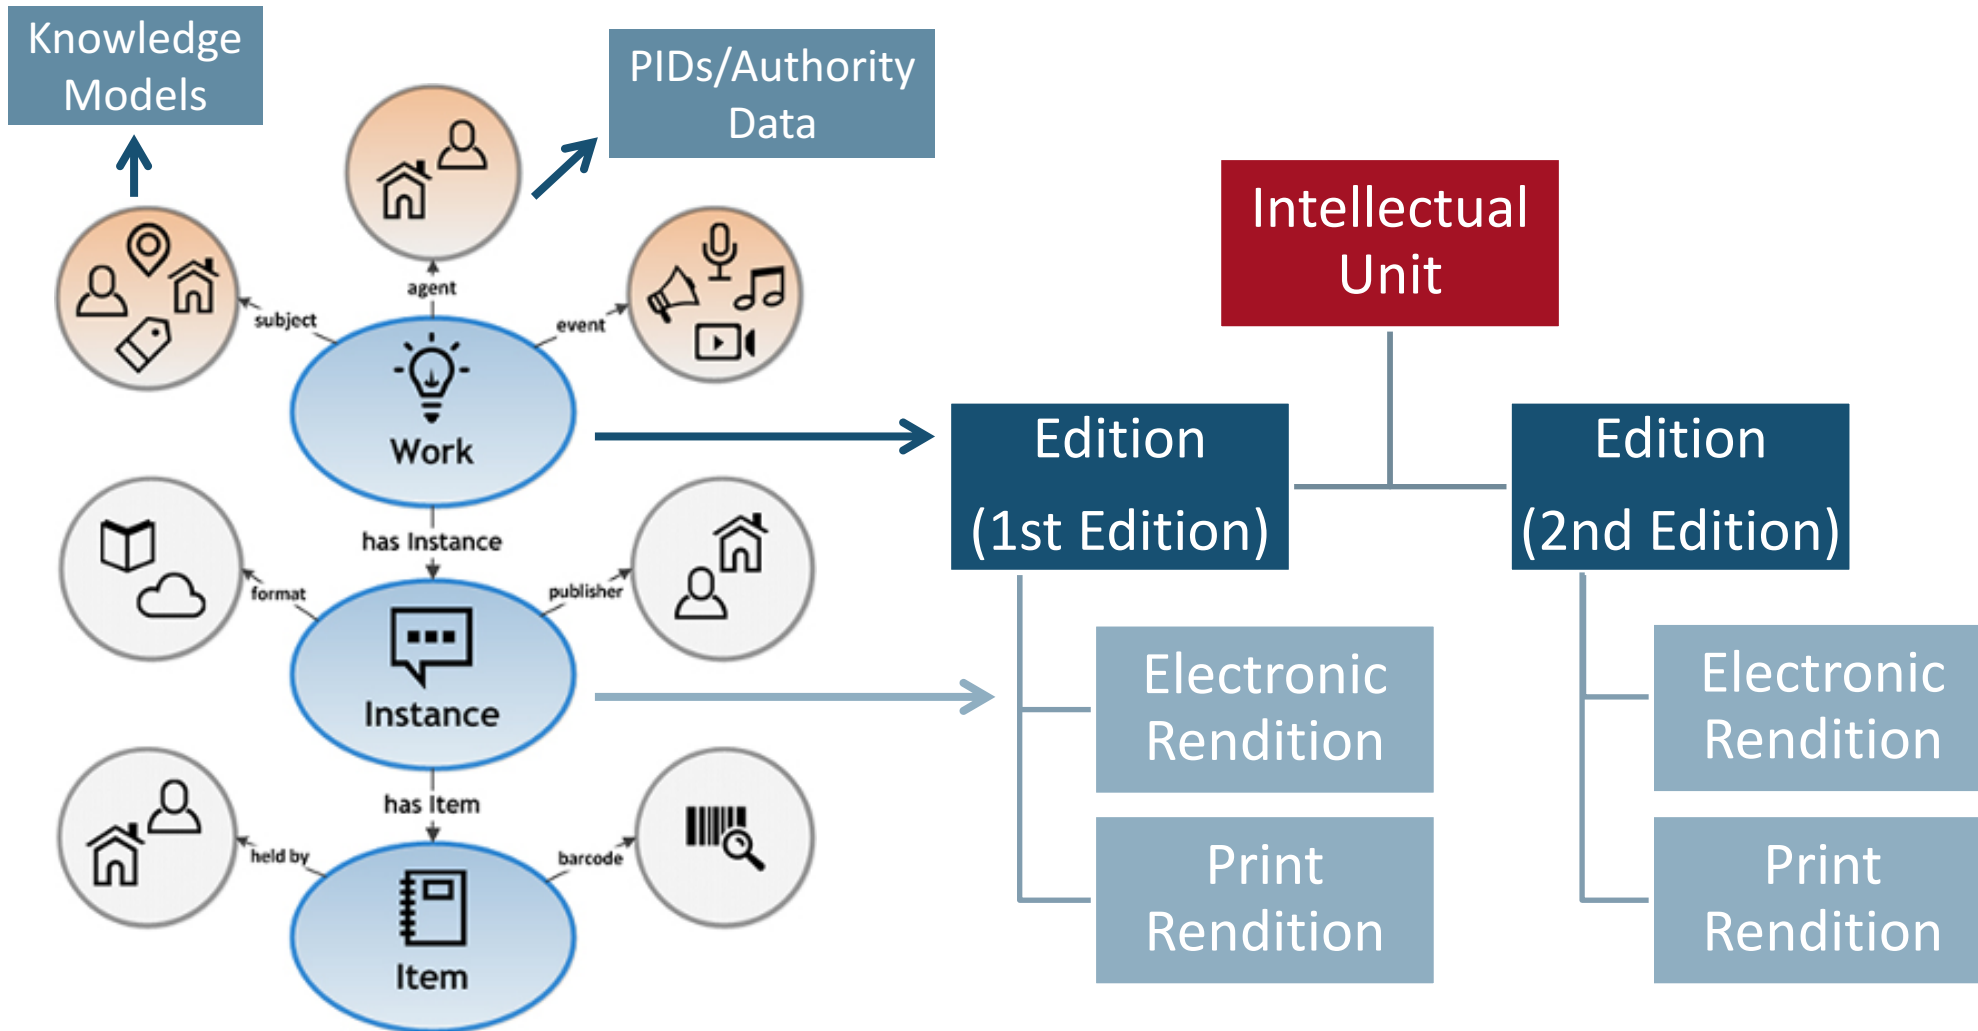 Knowledge
Models
PIDs/Authority
Data
agent
subject
event
Work
has Instance
format
publisher
Instance
has Item
held by
barcode
Item
Intellectual
Unit
Edition
(1st Edition)
Electronic
Rendition
Print
Rendition
Edition
(2nd Edition)
Electronic
Rendition
Print
Rendition